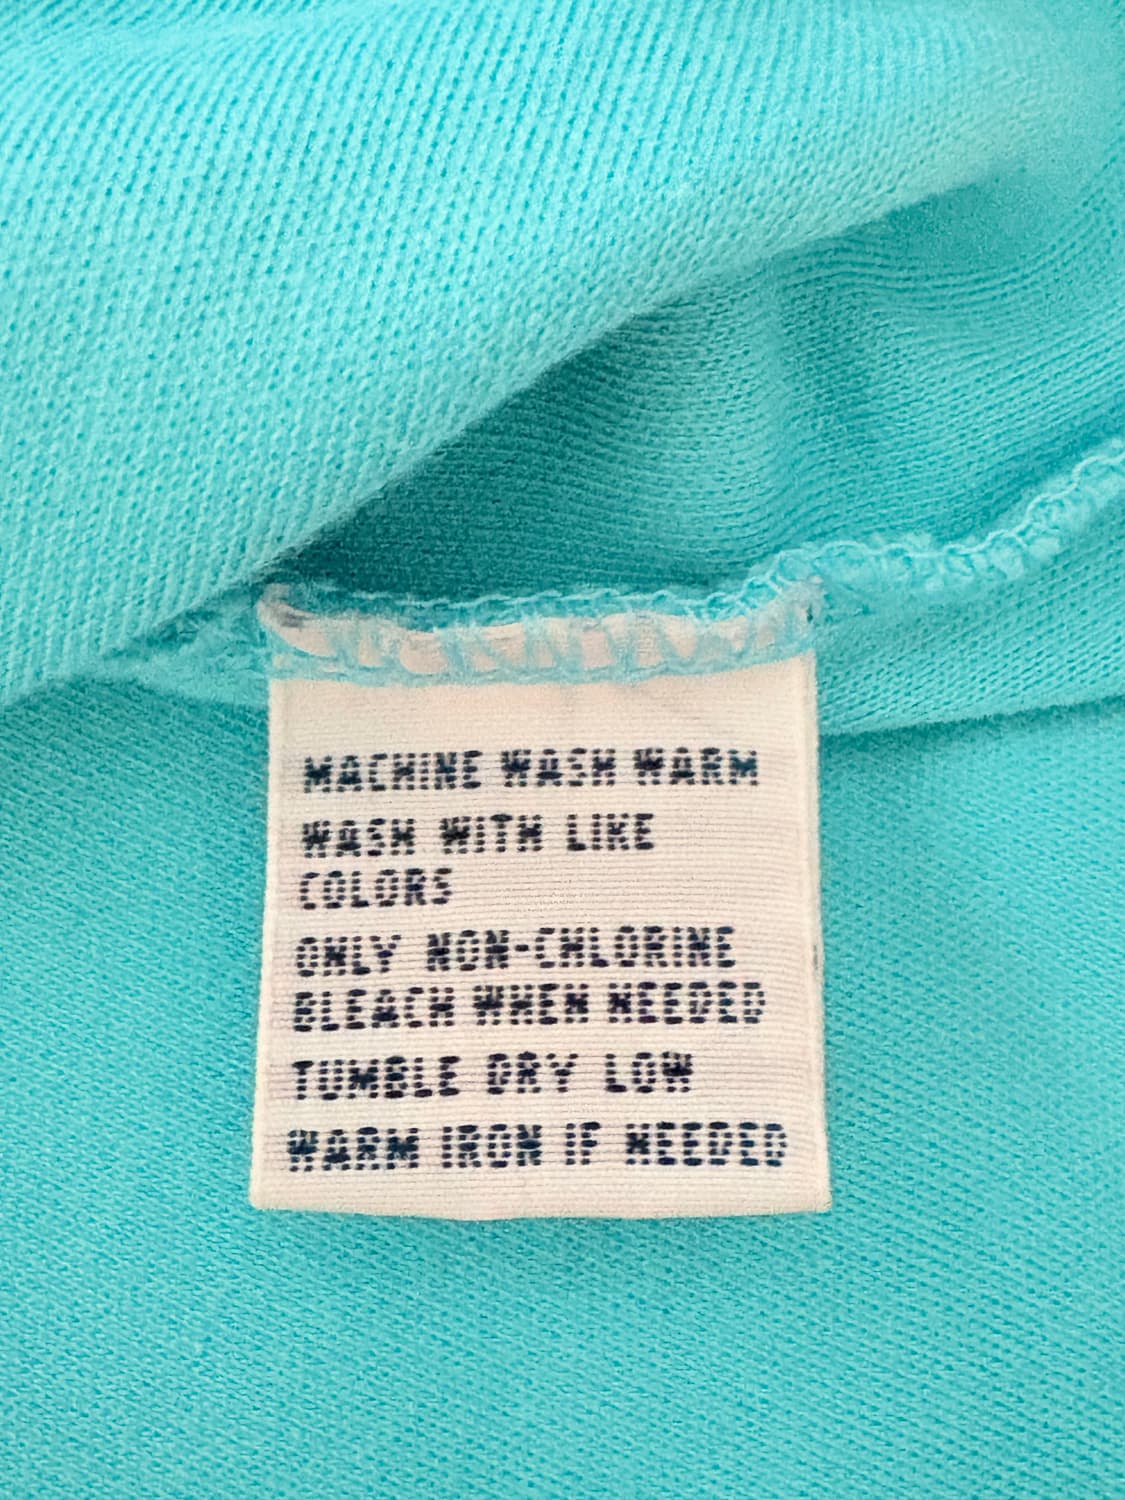 MACHINE WASH WARM
WASH WITH LIKE
COLORS
ONLY NON-CHLORINE
BLEACH WHEN NEEDED
TUMBLE DRY LOW
WARM IRON IF NEEDED